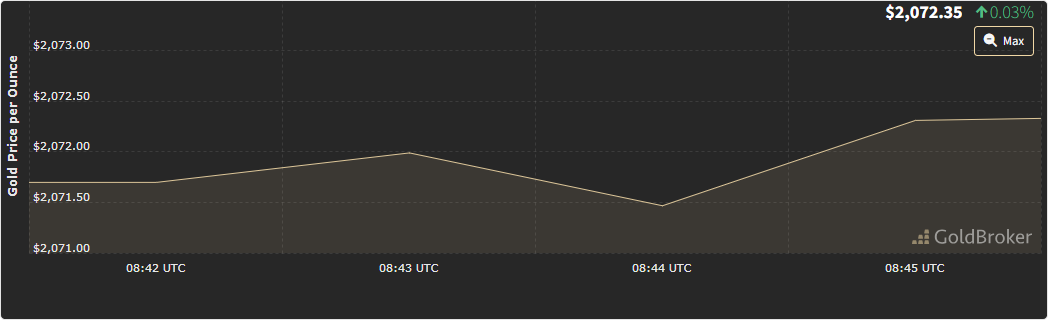 $2,072.35 0.03%
Max
Gold Price per Ounce
$2,073.00
$2,072.50
$2,072.00
$2,071.50
$2,071.00
GoldBroker
08:42 UTC 08:43 UTC 08:44 UTC 08:45 UTC